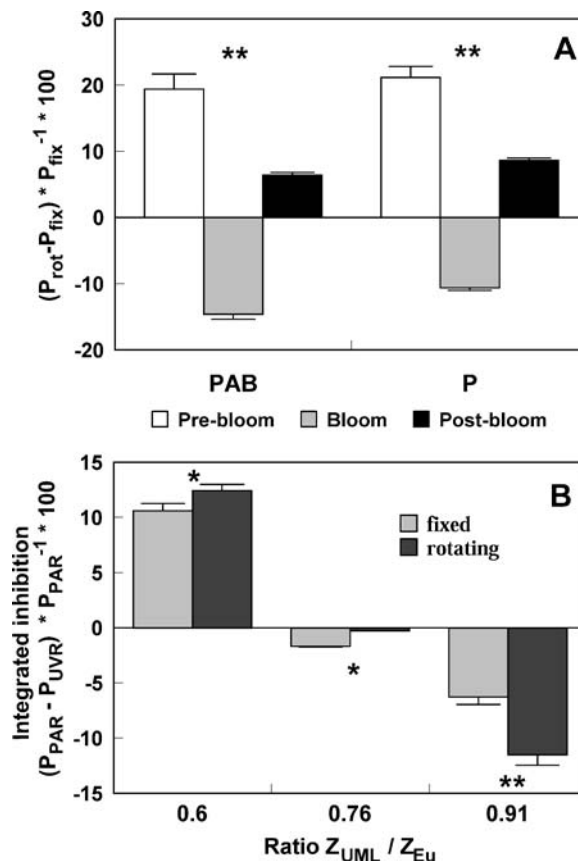 30
**
**
A
20
10
0
-10
-20
(P_rot-P_fix) * P_fix^-1 * 100
PAB
P
Pre-bloom
Bloom
Post-bloom
15
B
10
5
0
-5
-10
-15
*
*
**
fixed
rotating
Integrated inhibition
(P_PAR - P_UVR) * P_PAR^-1 * 100
0.6
0.76
0.91
Ratio Z_UML / Z_Eu